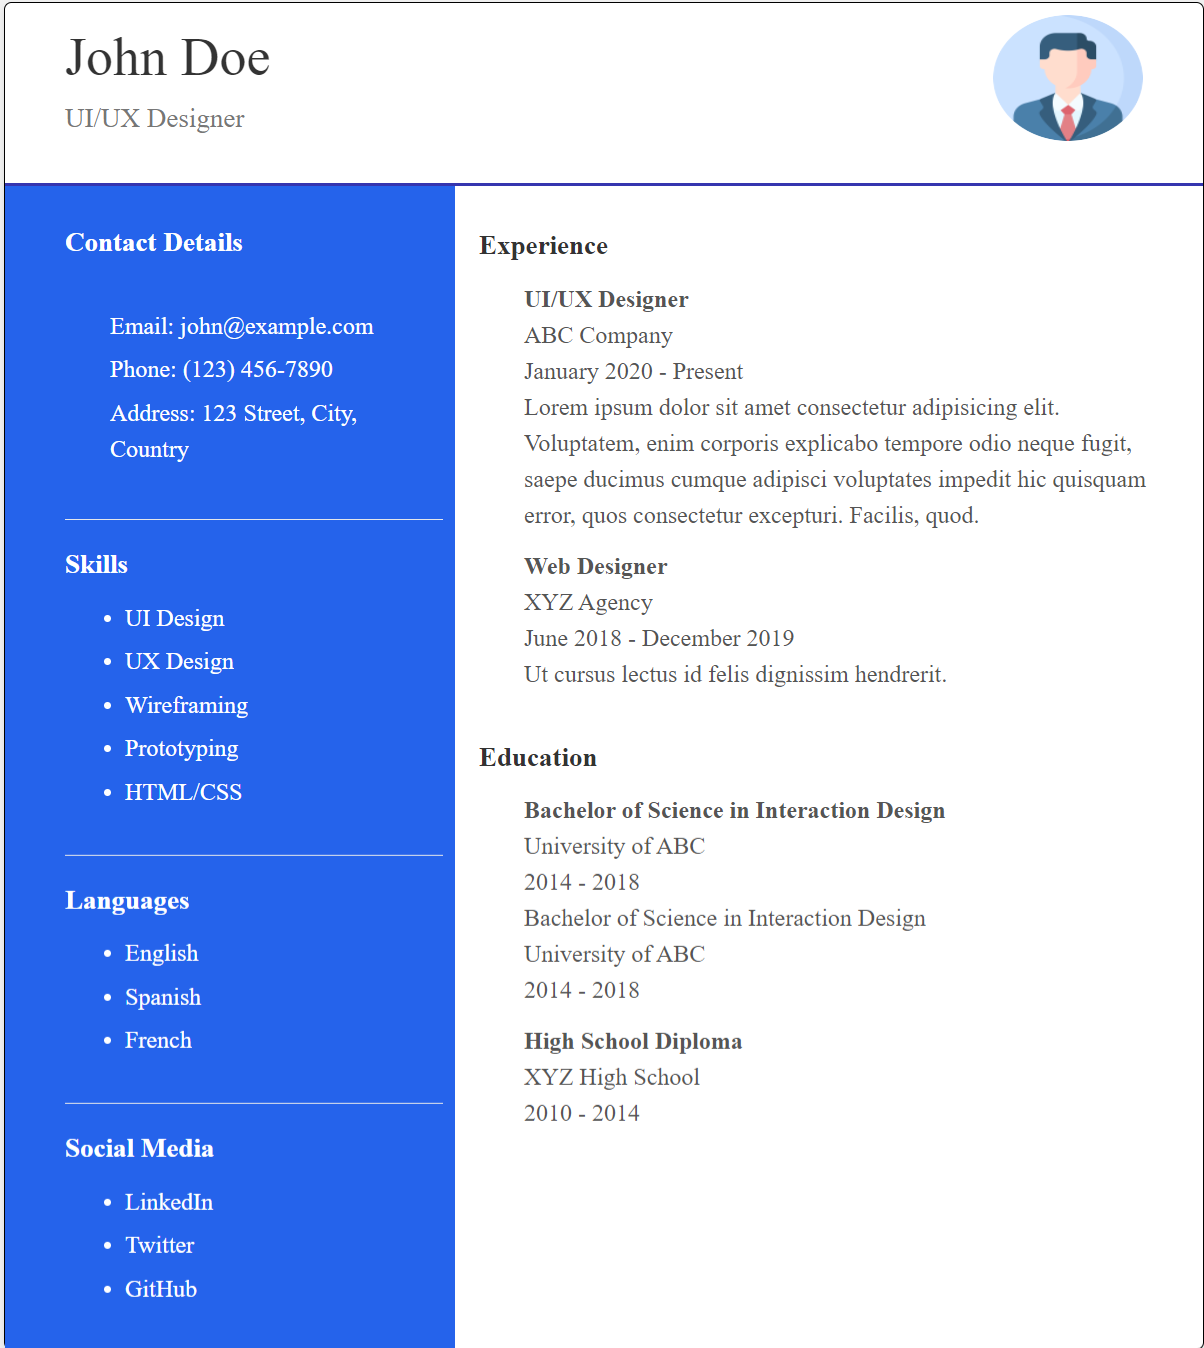 John Doe
UI/UX Designer
Contact Details
Email: john@example.com
Phone: (123) 456-7890
Address: 123 Street, City,
Country
Skills
UI Design
UX Design
Wireframing
Prototyping
HTML/CSS
Languages
English
Spanish
French
Social Media
LinkedIn
Twitter
GitHub
Experience
UI/UX Designer
ABC Company
January 2020 - Present
Lorem ipsum dolor sit amet consectetur adipisicing elit.
Voluptatem, enim corporis explicabo tempore odio neque fugit,
saepe ducimus cumque adipisci voluptates impedit hic quisquam
error, quos consectetur excepturi. Facilis, quod.
Web Designer
XYZ Agency
June 2018 - December 2019
Ut cursus lectus id felis dignissim hendrerit.
Education
Bachelor of Science in Interaction Design
University of ABC
2014 - 2018
Bachelor of Science in Interaction Design
University of ABC
2014 - 2018
High School Diploma
XYZ High School
2010 - 2014